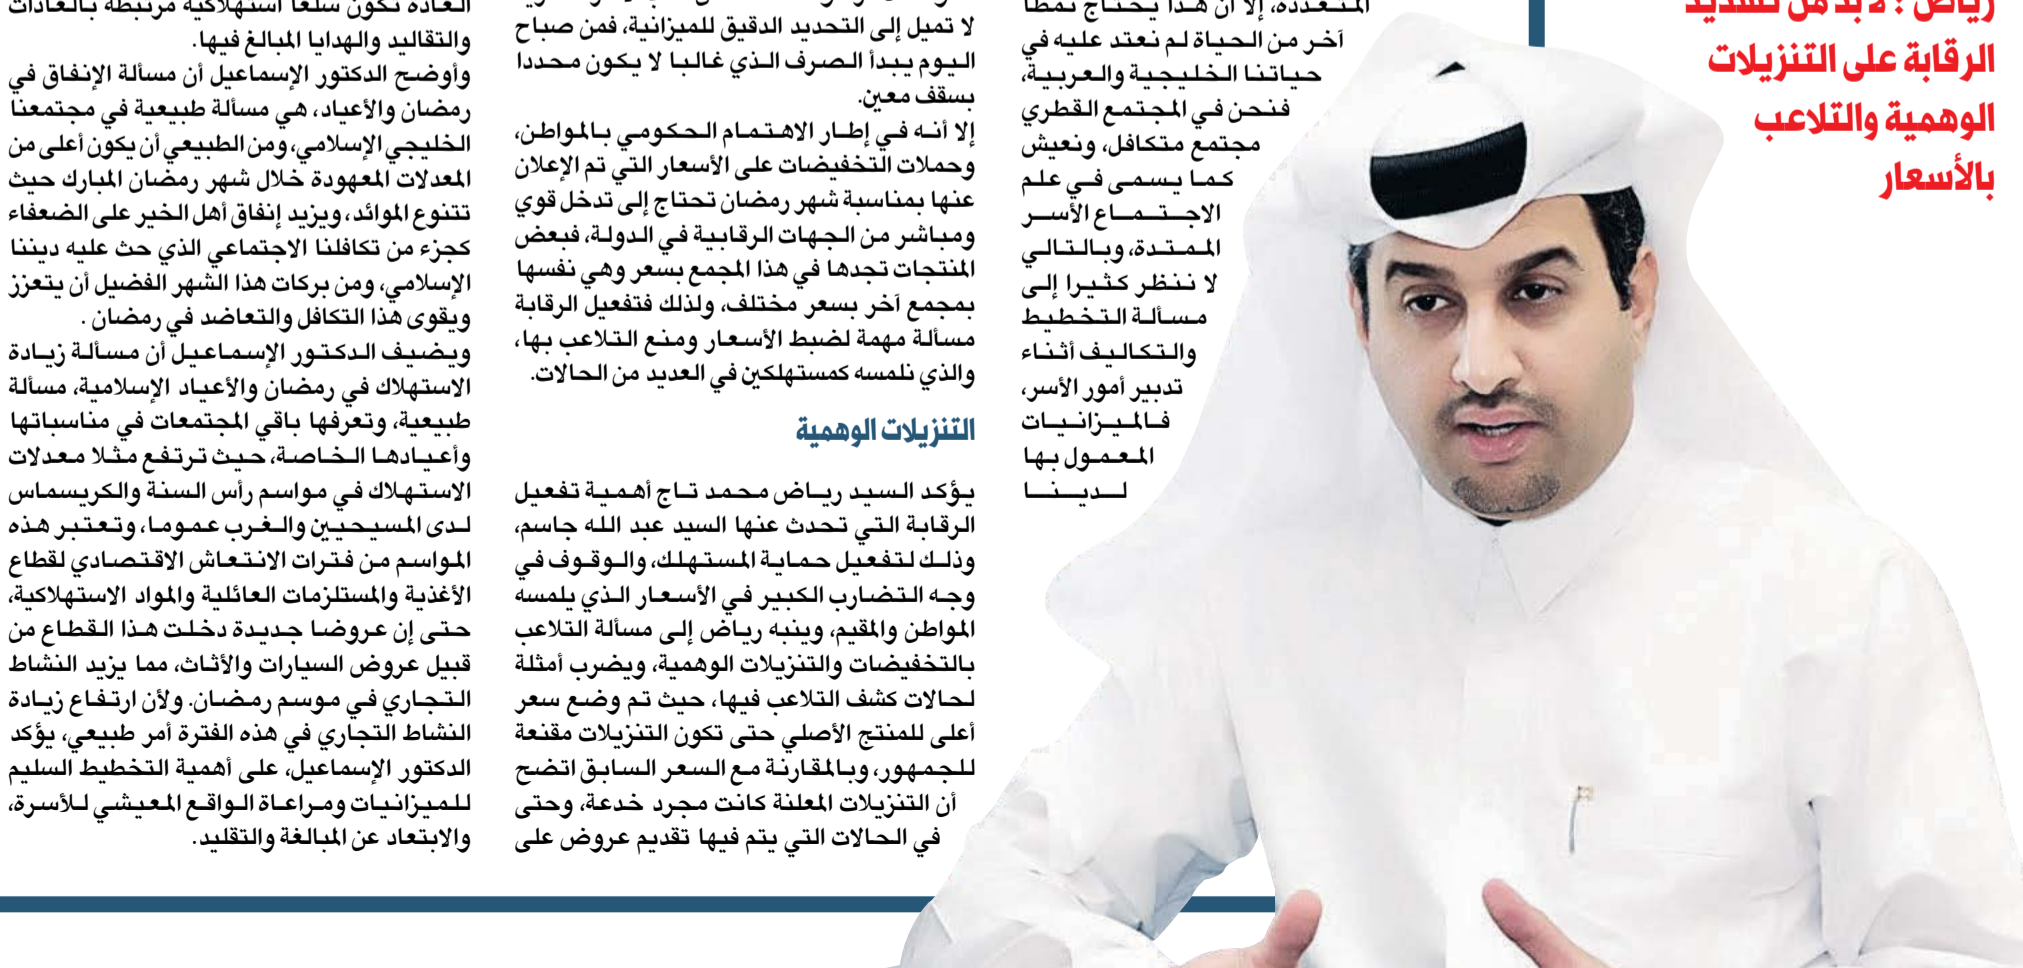 رياض : لا بد من تشديد
الرقابة على التنزيلات
الوهمية والتلاعب
بالأسعار
المتعددة، إلا أن هذا يحتاج نمطا
آخر من الحياة لم نعتد عليه في
حياتنا الخليجية والعربية،
فنحن في المجتمع القطري
مجتمع متكافل، ونعيش
كما يسمى في علم
الاجتماع الأسر
الممتدة، وبالتالي
لا ننظر كثيرا إلى
مسألة التخطيط
والتكاليف أثناء
تدبير أمور الأسر،
فالميزانيات
المعمول بها
لدينا
لا تميل إلى التحديد الدقيق للميزانية، فمن صباح
اليوم يبدأ الصرف الذي غالبا لا يكون محددا
بسقف معين.
إلا أنه في إطار الاهتمام الحكومي بالمواطن،
وحملات التخفيضات على الأسعار التي تم الإعلان
عنها بمناسبة شهر رمضان تحتاج إلى تدخل قوي
ومباشر من الجهات الرقابية في الدولة، فبعض
المنتجات تجدها في هذا المجمع بسعر وهي نفسها
بمجمع آخر بسعر مختلف، ولذلك فتفعيل الرقابة
مسألة مهمة لضبط الأسعار ومنع التلاعب بها،
والذي نلمسه كمستهلكين في العديد من الحالات.
التنزيلات الوهمية
يؤكد السيد رياض محمد تاج أهمية تفعيل
الرقابة التي تحدث عنها السيد عبد الله جاسم،
وذلك لتفعيل حماية المستهلك، والوقوف في
وجه التضارب الكبير في الأسعار الذي يلمسه
المواطن والمقيم، وينبه رياض إلى مسألة التلاعب
بالتخفيضات والتنزيلات الوهمية، ويضرب أمثلة
لحالات كشف التلاعب فيها، حيث تم وضع سعر
أعلى للمنتج الأصلي حتى تكون التنزيلات مقنعة
للجمهور، وبالمقارنة مع السعر السابق اتضح
أن التنزيلات المعلنة كانت مجرد خدعة، وحتى
في الحالات التي يتم فيها تقديم عروض على
العادة تكون سلعا استهلاكية مرتبطة بالعادات
والتقاليد والهدايا المبالغ فيها.
وأوضح الدكتور الإسماعيل أن مسألة الإنفاق في
رمضان والأعياد، هي مسألة طبيعية في مجتمعنا
الخليجي الإسلامي، ومن الطبيعي أن يكون أعلى من
المعدلات المعهودة خلال شهر رمضان المبارك حيث
تتنوع الموائد، ويزيد إنفاق أهل الخير على الضعفاء
كجزء من تكافلنا الاجتماعي الذي حث عليه ديننا
الإسلامي، ومن بركات هذا الشهر الفضيل أن يتعزز
ويقوى هذا التكافل والتعاضد في رمضان .
ويضيف الدكتور الإسماعيل أن مسألة زيادة
الاستهلاك في رمضان والأعياد الإسلامية، مسألة
طبيعية، وتعرفها باقي المجتمعات في مناسباتها
وأعيادها الخاصة، حيث ترتفع مثلا معدلات
الاستهلاك في مواسم رأس السنة والكريسماس
لدى المسيحيين والغرب عموما، وتعتبر هذه
المواسم من فترات الانتعاش الاقتصادي لقطاع
الأغذية والمستلزمات العائلية والمواد الاستهلاكية،
حتى إن عروضا جديدة دخلت هذا القطاع من
قبيل عروض السيارات والأثاث، مما يزيد النشاط
التجاري في موسم رمضان. ولأن ارتفاع زيادة
النشاط التجاري في هذه الفترة أمر طبيعي، يؤكد
الدكتور الإسماعيل، على أهمية التخطيط السليم
للميزانيات ومراعاة الواقع المعيشي للأسرة،
والابتعاد عن المبالغة والتقليد.